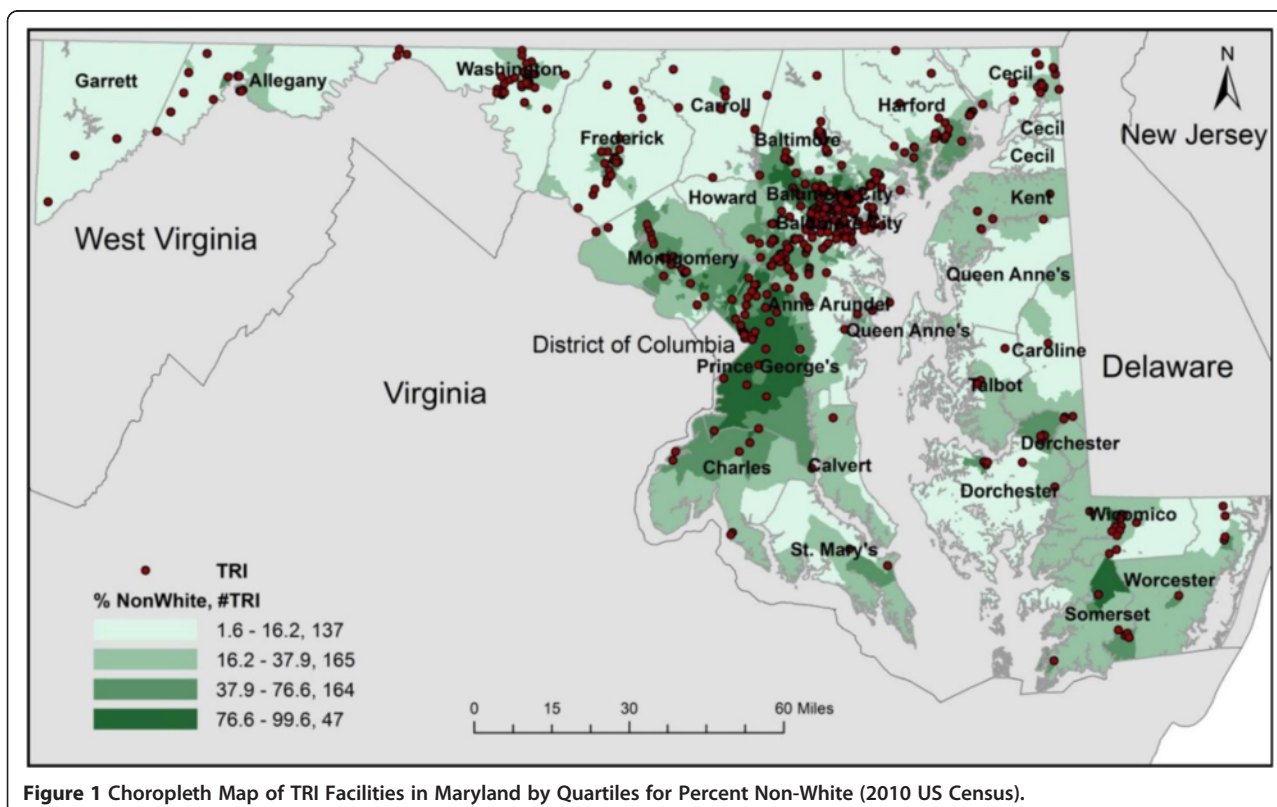 N
Garrett
Allegany
Washington
Frederick
Carroll
Baltimore
Harford
Cecil
Cecil
Cecil
New Jersey
Howard
Baltimore City
Baltimore City
Kent
West Virginia
Montgomery
Queen Anne's
Anne Arundel
Queen Anne's
District of Columbia
Caroline
Prince George's
Delaware
Talbot
Virginia
Dorchester
Charles
Calvert
Dorchester
Wicomico
St. Mary's
Worcester
Somerset
TRI
% NonWhite, #TRI
1.6 - 16.2, 137
16.2 - 37.9, 165
37.9 - 76.6, 164
76.6 - 99.6, 47
0 15 30 60 Miles
Figure 1 Choropleth Map of TRI Facilities in Maryland by Quartiles for Percent Non-White (2010 US Census).